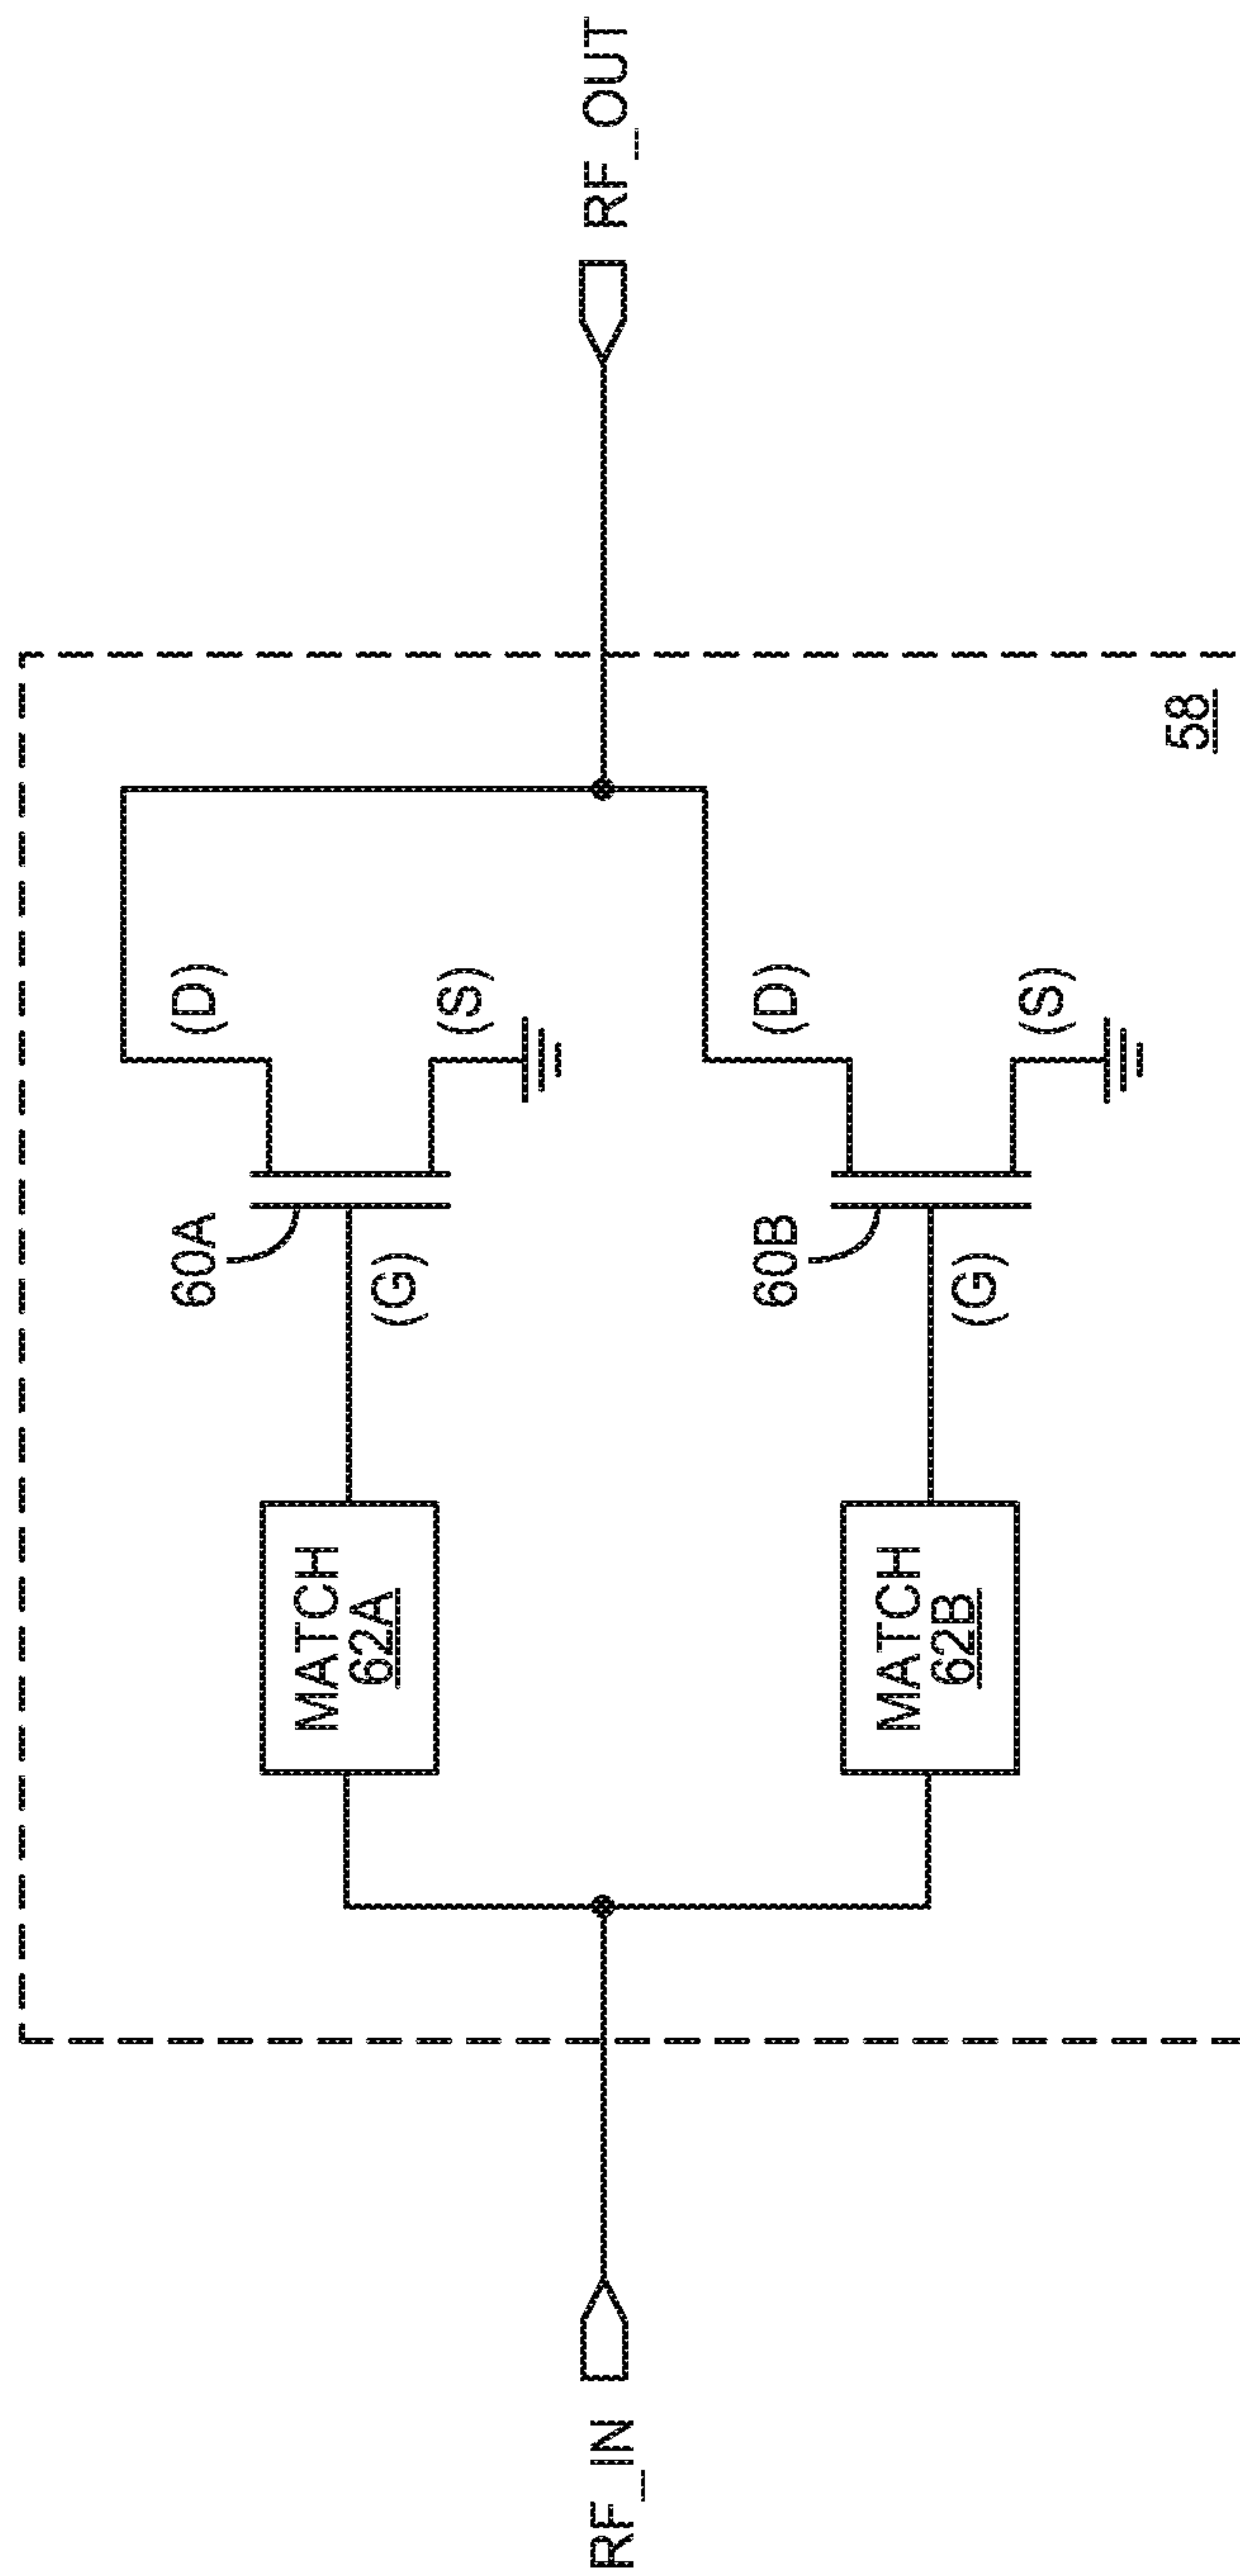 RF_IN
MATCH
62A
60A
(G)
(D)
(S)
MATCH
62B
60B
(G)
(D)
(S)
58
RF_OUT